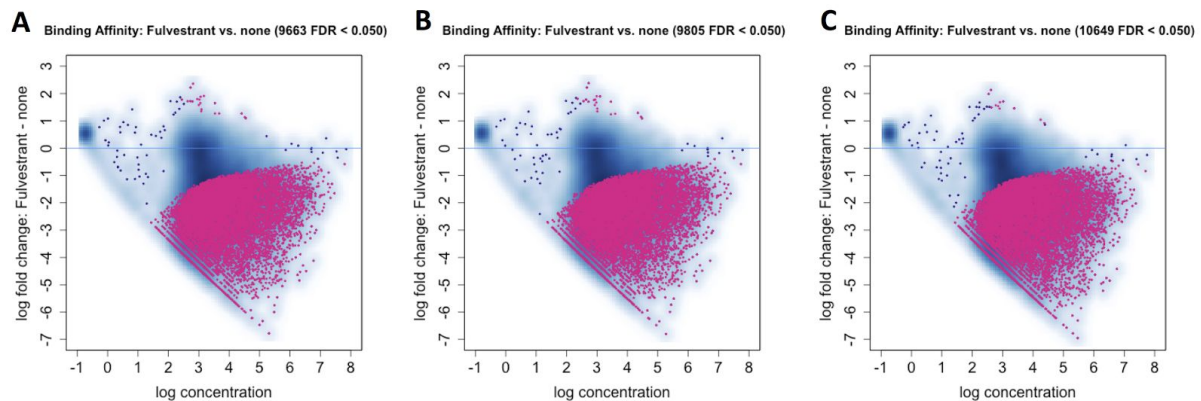 A
Binding Affinity: Fulvestrant vs. none (9663 FDR < 0.050)
log fold change: Fulvestrant - none
3
2
1
0
-1
-2
-3
-4
-5
-6
-7
-1 0 1 2 3 4 5 6 7 8
log concentration
B
Binding Affinity: Fulvestrant vs. none (9805 FDR < 0.050)
log fold change: Fulvestrant - none
3
2
1
0
-1
-2
-3
-4
-5
-6
-7
-1 0 1 2 3 4 5 6 7 8
log concentration
C
Binding Affinity: Fulvestrant vs. none (10649 FDR < 0.050)
log fold change: Fulvestrant - none
3
2
1
0
-1
-2
-3
-4
-5
-6
-7
-1 0 1 2 3 4 5 6 7 8
log concentration